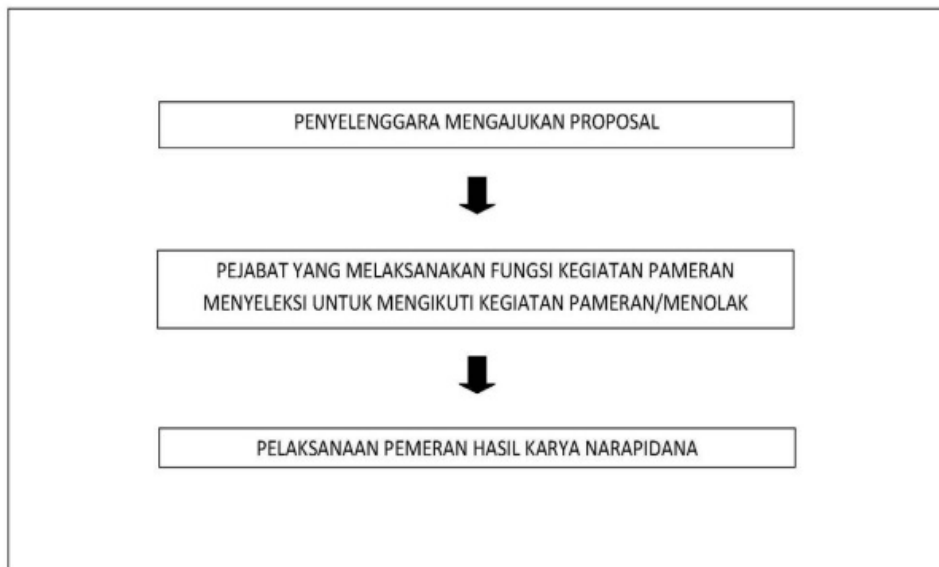 PENYELENGGARA MENGAJUKAN PROPOSAL
PEJABAT YANG MELAKSANAKAN FUNGSI KEGIATAN PAMERAN
MENYELEKSI UNTUK MENGIKUTI KEGIATAN PAMERAN/MENOLAK
PELAKSANAAN PEMERAN HASIL KARYA NARAPIDANA